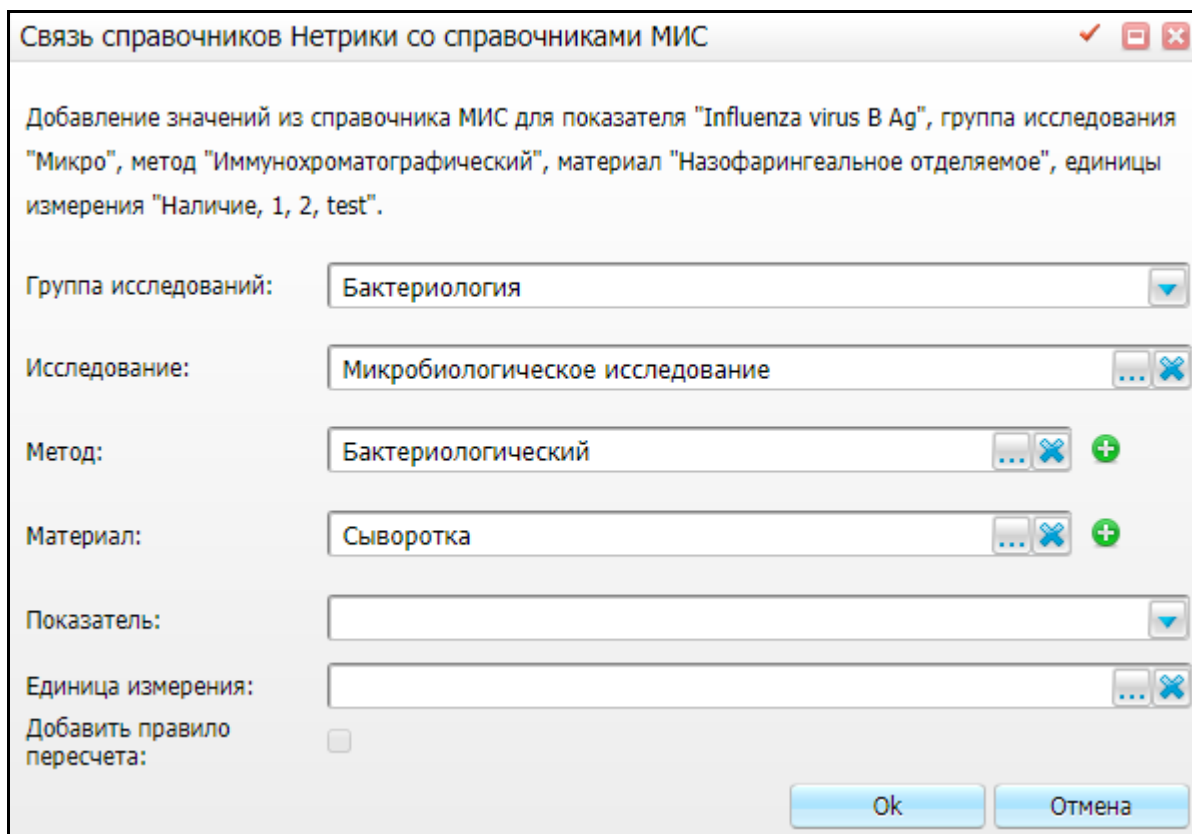 Связь справочников Нетрики со справочниками МИС
Добавление значений из справочника МИС для показателя "Influenza virus B Ag", группа исследования
"Микро", метод "Иммунохроматографический", материал "Назофарингеальное отделяемое", единицы
измерения "Наличие, 1, 2, test".
Группа исследований: Бактериология
Исследование: Микробиологическое исследование ...
Метод: Бактериологический ...
Материал: Сыворотка ...
Показатель:
Единица измерения: ...
Добавить правило
пересчета:
Ok Отмена